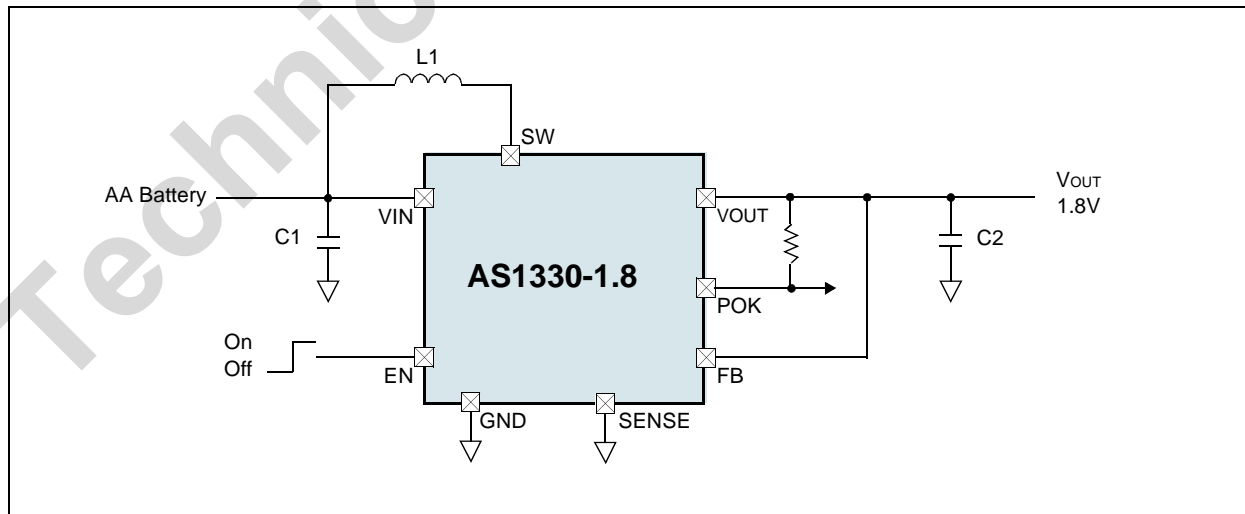 Technic
L1
SW
AA Battery
VIN
C1
VOUT
VOUT
1.8V
C2
AS1330-1.8
POK
On
Off
EN
FB
GND
SENSE